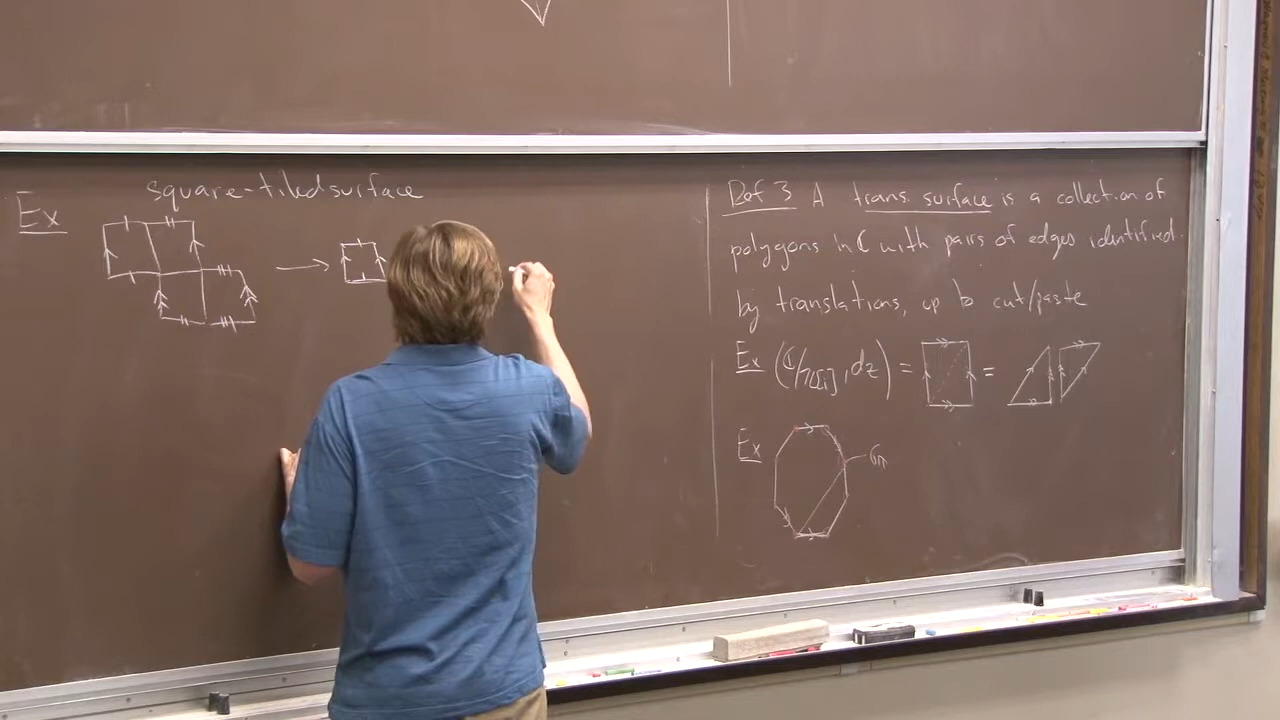 Ex square-tiled surface
Def 3 A trans. surface is a collection of
polygons in C with pairs of edges identified
by translations, up to cut/paste
Ex (ℂ/ℤ[i], dz) = =
Ex 6π